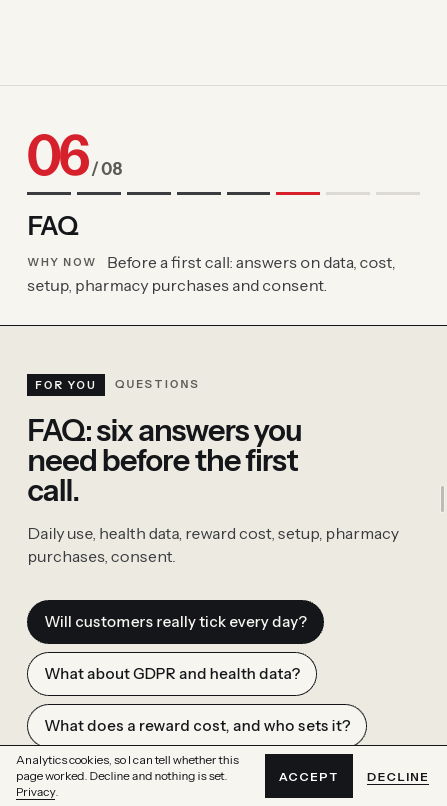 06 / 08
FAQ
WHY NOW Before a first call: answers on data, cost,
setup, pharmacy purchases and consent.
FOR YOU QUESTIONS
FAQ: six answers you
need before the first
call.
Daily use, health data, reward cost, setup, pharmacy
purchases, consent.
Will customers really tick every day?
What about GDPR and health data?
What does a reward cost, and who sets it?
Analytics cookies, so I can tell whether this
page worked. Decline and nothing is set.
Privacy.
ACCEPT
DECLINE